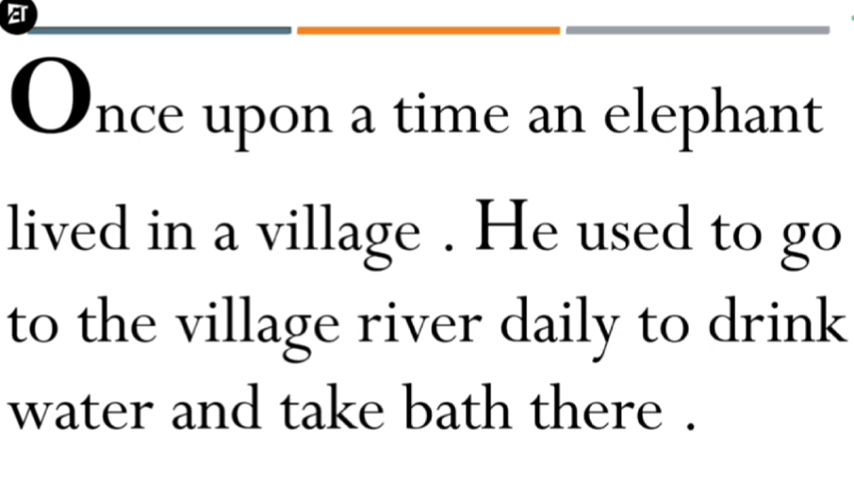 ET
Once upon a time an elephant
lived in a village . He used to go
to the village river daily to drink
water and take bath there .